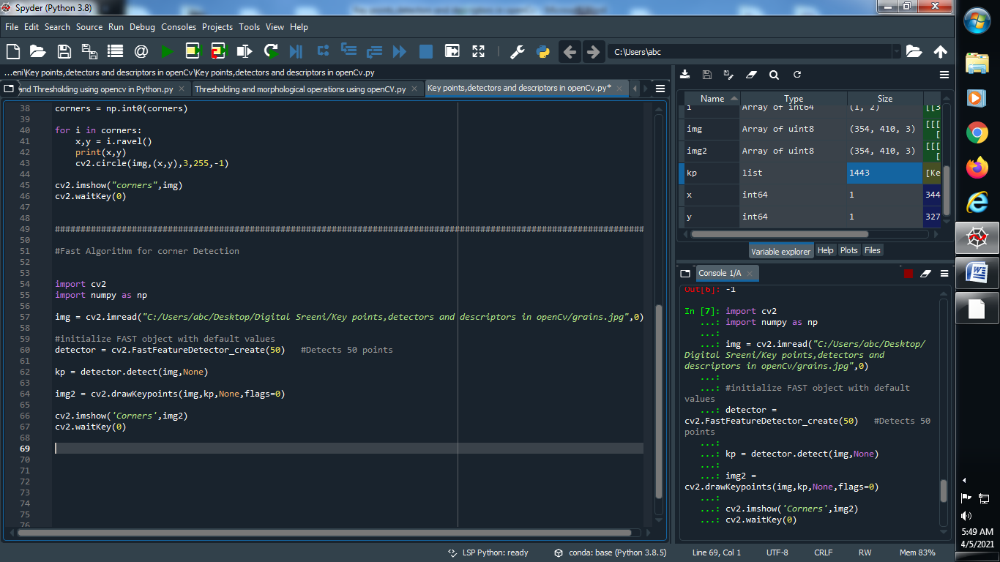 Spyder (Python 3.8)
File Edit Search Source Run Debug Consoles Projects Tools View Help
C:\Users\abc
...eni\Key points,detectors and descriptors in openCv\Key points,detectors and descriptors in openCv.py
and Thresholding using opencv in Python.py
Thresholding and morphological operations using openCV.py
Key points,detectors and descriptors in openCv.py*
38 corners = np.int0(corners)
39
40 for i in corners:
41 x,y = i.ravel()
42 print(x,y)
43 cv2.circle(img,(x,y),3,255,-1)
44
45 cv2.imshow("corners",img)
46 cv2.waitKey(0)
47
48
49 ###################################################################################################################
50
51 #Fast Algorithm for corner Detection
52
53
54 import cv2
55 import numpy as np
56
57 img = cv2.imread("C:/Users/abc/Desktop/Digital Sreeni/Key points,detectors and descriptors in openCv/grains.jpg",0)
58
59 #initialize FAST object with default values
60 detector = cv2.FastFeatureDetector_create(50) #Detects 50 points
61
62 kp = detector.detect(img,None)
63
64 img2 = cv2.drawKeypoints(img,kp,None,flags=0)
65
66 cv2.imshow('Corners',img2)
67 cv2.waitKey(0)
68
69
70
71
72
73
74
75
76
Name Type Size
i Array of int64 (1, 2) [[3
img Array of uint8 (354, 410, 3) [[[
[
img2 Array of uint8 (354, 410, 3) [[[
[
kp list 1443 [Ke
x int64 1 344
y int64 1 327
Variable explorer Help Plots Files
Console 1/A
Out[6]: -1
In [7]: import cv2
...: import numpy as np
...:
...: img = cv2.imread("C:/Users/abc/Desktop/
Digital Sreeni/Key points,detectors and
descriptors in openCv/grains.jpg",0)
...:
...: #initialize FAST object with default
values
...: detector =
cv2.FastFeatureDetector_create(50) #Detects 50
points
...:
...: kp = detector.detect(img,None)
...:
...: img2 =
cv2.drawKeypoints(img,kp,None,flags=0)
...:
...: cv2.imshow('Corners',img2)
...: cv2.waitKey(0)
LSP Python: ready conda: base (Python 3.8.5) Line 69, Col 1 UTF-8 CRLF RW Mem 83%
5:49 AM
4/5/2021